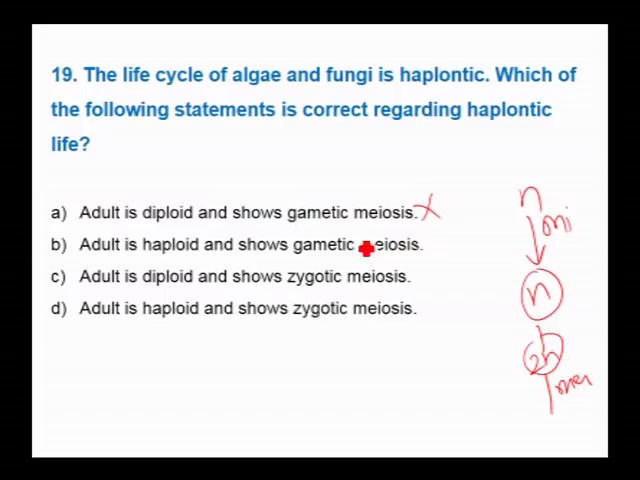 19. The life cycle of algae and fungi is haplontic. Which of
the following statements is correct regarding haplontic
life?
a) Adult is diploid and shows gametic meiosis. X
b) Adult is haploid and shows gametic eiosis.
c) Adult is diploid and shows zygotic meiosis.
d) Adult is haploid and shows zygotic meiosis.
n
mi
n
2n